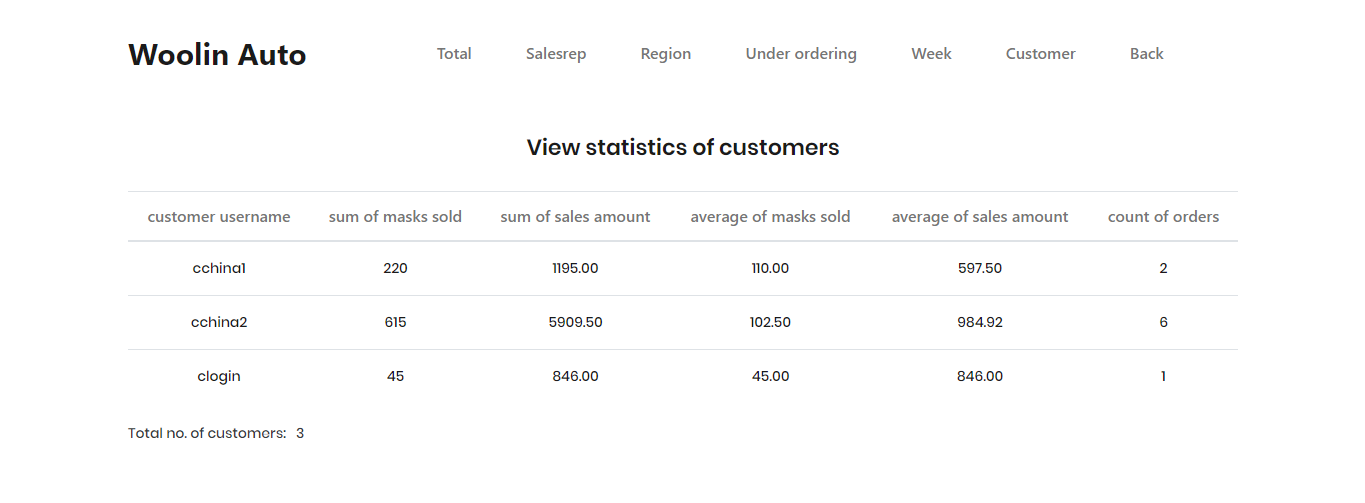 Woolin Auto Total Salesrep Region Under ordering Week Customer Back
View statistics of customers
customer username sum of masks sold sum of sales amount average of masks sold average of sales amount count of orders
cchina1 220 1195.00 110.00 597.50 2
cchina2 615 5909.50 102.50 984.92 6
clogin 45 846.00 45.00 846.00 1
Total no. of customers: 3